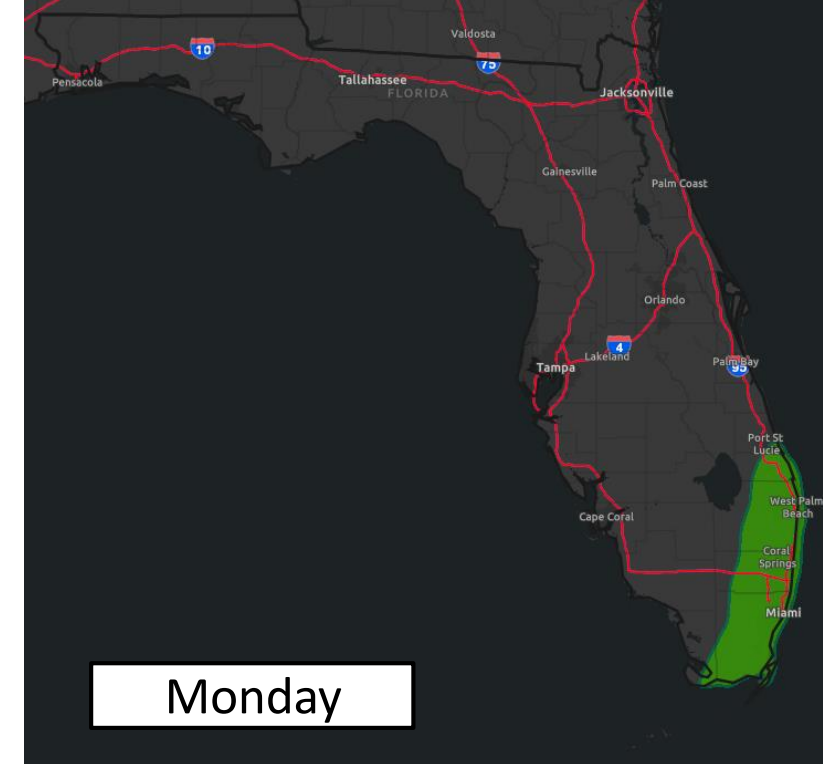 Valdosta
10
75
Pensacola
Tallahassee
FLORIDA
Jacksonville
Gainesville
Palm Coast
Orlando
4
Lakeland
Tampa
Palm Bay
95
Port St
Lucie
West Palm
Beach
Cape Coral
Coral
Springs
Miami
Monday